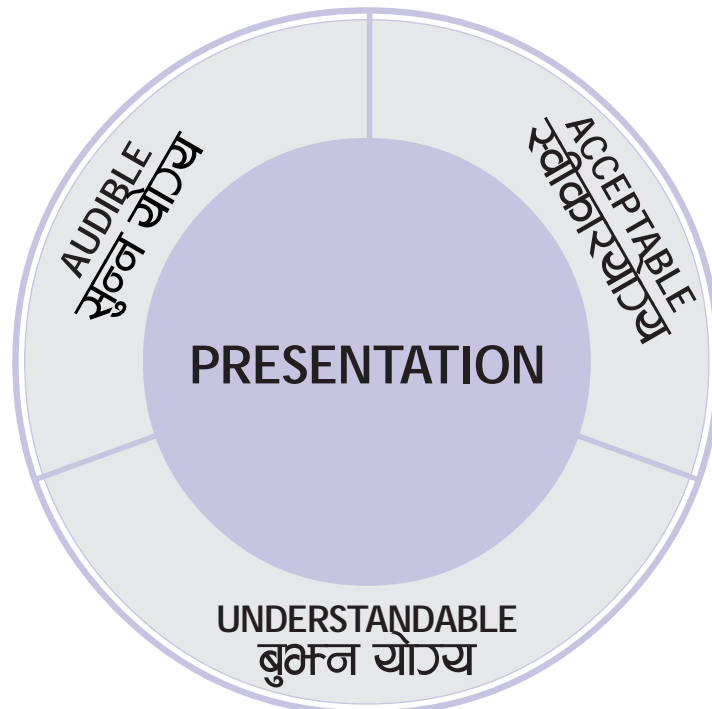 AUDIBLE
सुन्न योग्य
ACCEPTABLE
स्वीकारयोग्य
PRESENTATION
UNDERSTANDABLE
बुझ्न योग्य